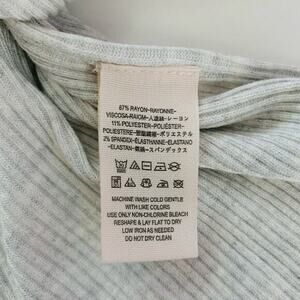 87% RAYON-RAYONNE-
VISCOSA-RAIOM-人造絲-レーヨン
11% POLYESTER-POLIÉSTER-
POLIESTERE-聚酯纖維-ポリエステル
2% SPANDEX-ÉLASTHANNE-ELASTANO
-ELASTAN-氨綸-スパンデックス
MACHINE WASH COLD GENTLE
WITH LIKE COLORS
USE ONLY NON-CHLORINE BLEACH
RESHAPE & LAY FLAT TO DRY
LOW IRON AS NEEDED
DO NOT DRY CLEAN